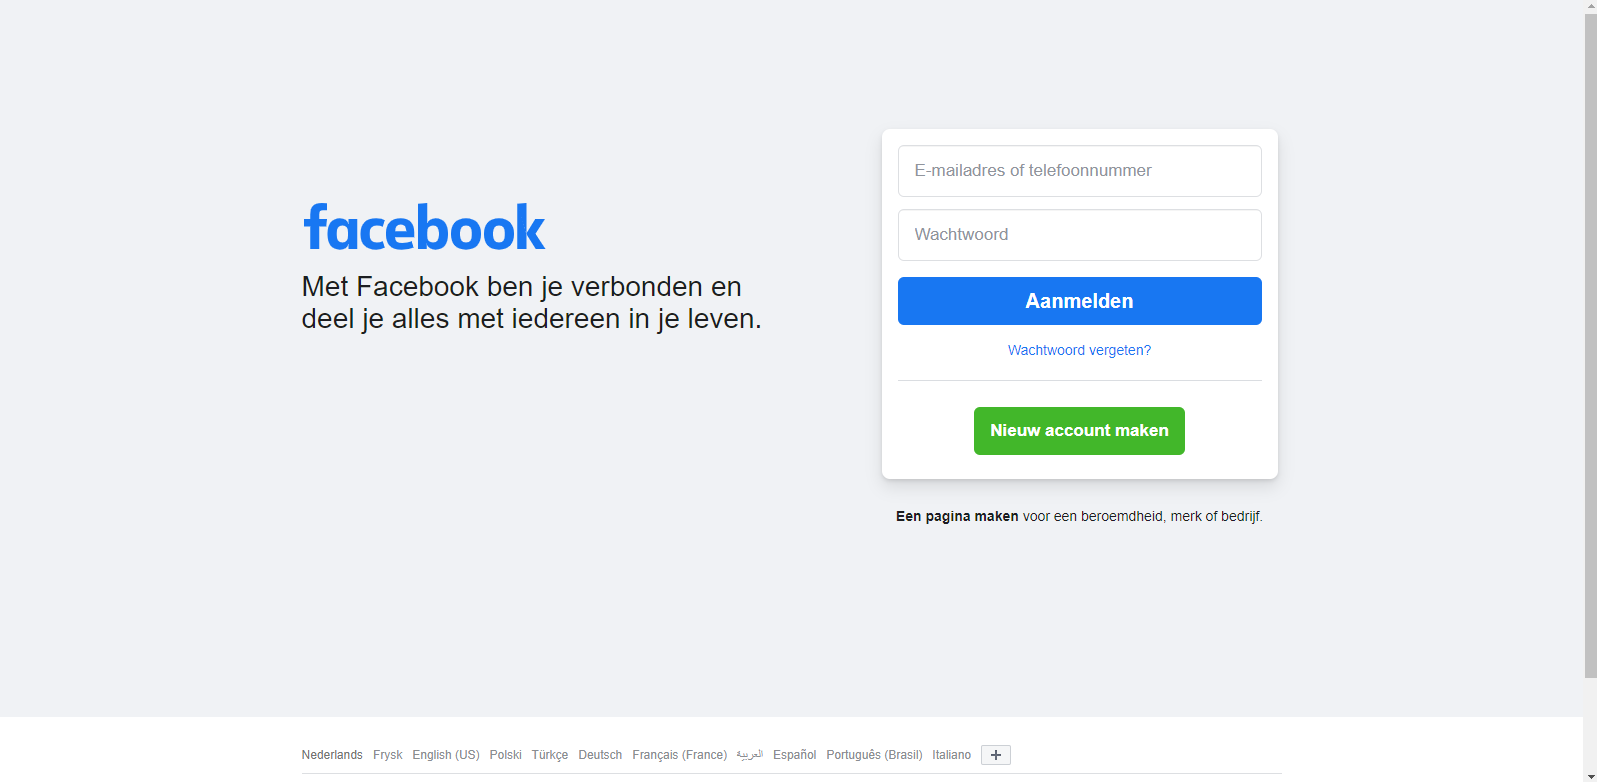 facebook
Met Facebook ben je verbonden en
deel je alles met iedereen in je leven.
E-mailadres of telefoonnummer
Wachtwoord
Aanmelden
Wachtwoord vergeten?
Nieuw account maken
Een pagina maken voor een beroemdheid, merk of bedrijf.
Nederlands Frysk English (US) Polski Türkçe Deutsch Français (France) العربية Español Português (Brasil) Italiano